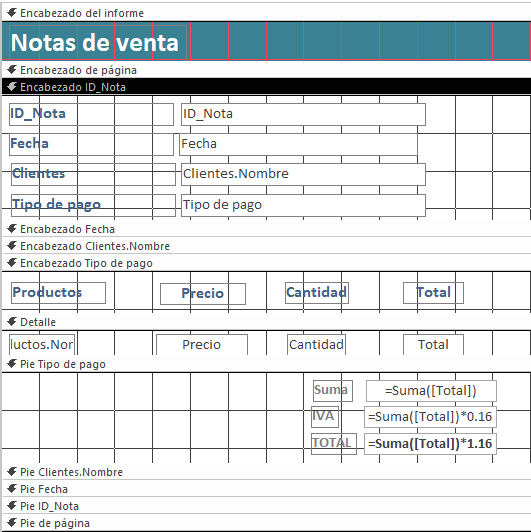 Encabezado del informe
Notas de venta
Encabezado de página
Encabezado ID_Nota
ID_Nota ID_Nota
Fecha Fecha
Clientes Clientes.Nombre
Tipo de pago Tipo de pago
Encabezado Fecha
Encabezado Clientes.Nombre
Encabezado Tipo de pago
Productos Precio Cantidad Total
Detalle
luctos.Nor Precio Cantidad Total
Pie Tipo de pago
Suma =Suma([Total])
IVA =Suma([Total])*0.16
TOTAL =Suma([Total])*1.16
Pie Clientes.Nombre
Pie Fecha
Pie ID_Nota
Pie de página